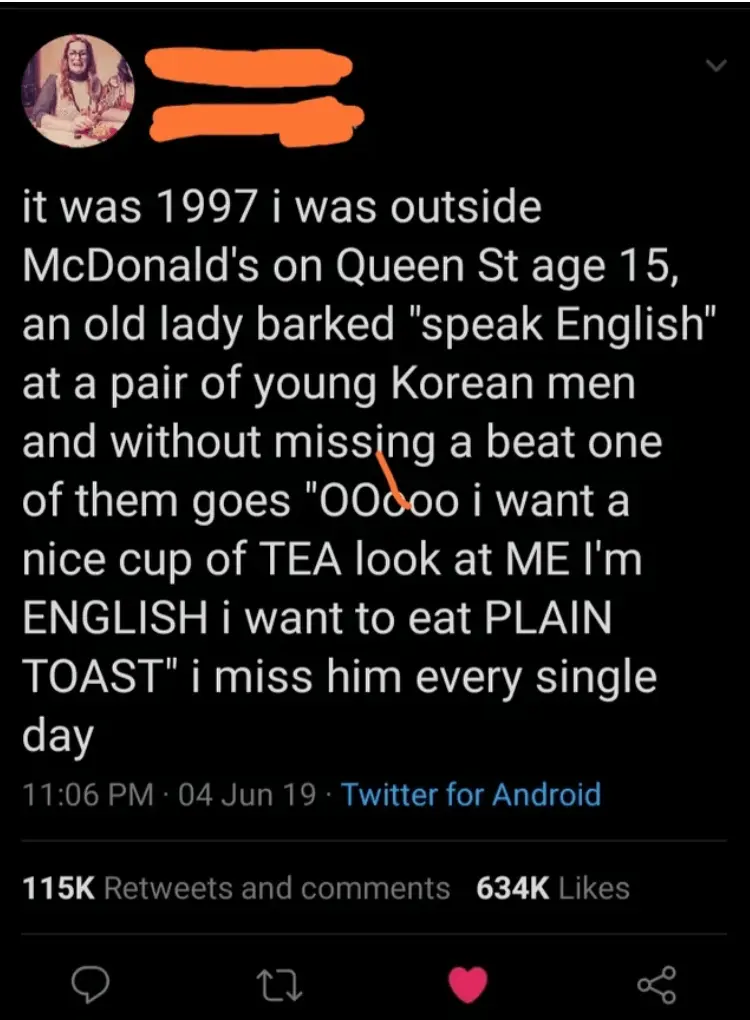 it was 1997 i was outside
McDonald's on Queen St age 15,
an old lady barked "speak English"
at a pair of young Korean men
and without missing a beat one
of them goes "OOoooo i want a
nice cup of TEA look at ME I'm
ENGLISH i want to eat PLAIN
TOAST" i miss him every single
day
11:06 PM · 04 Jun 19 · Twitter for Android
115K Retweets and comments 634K Likes